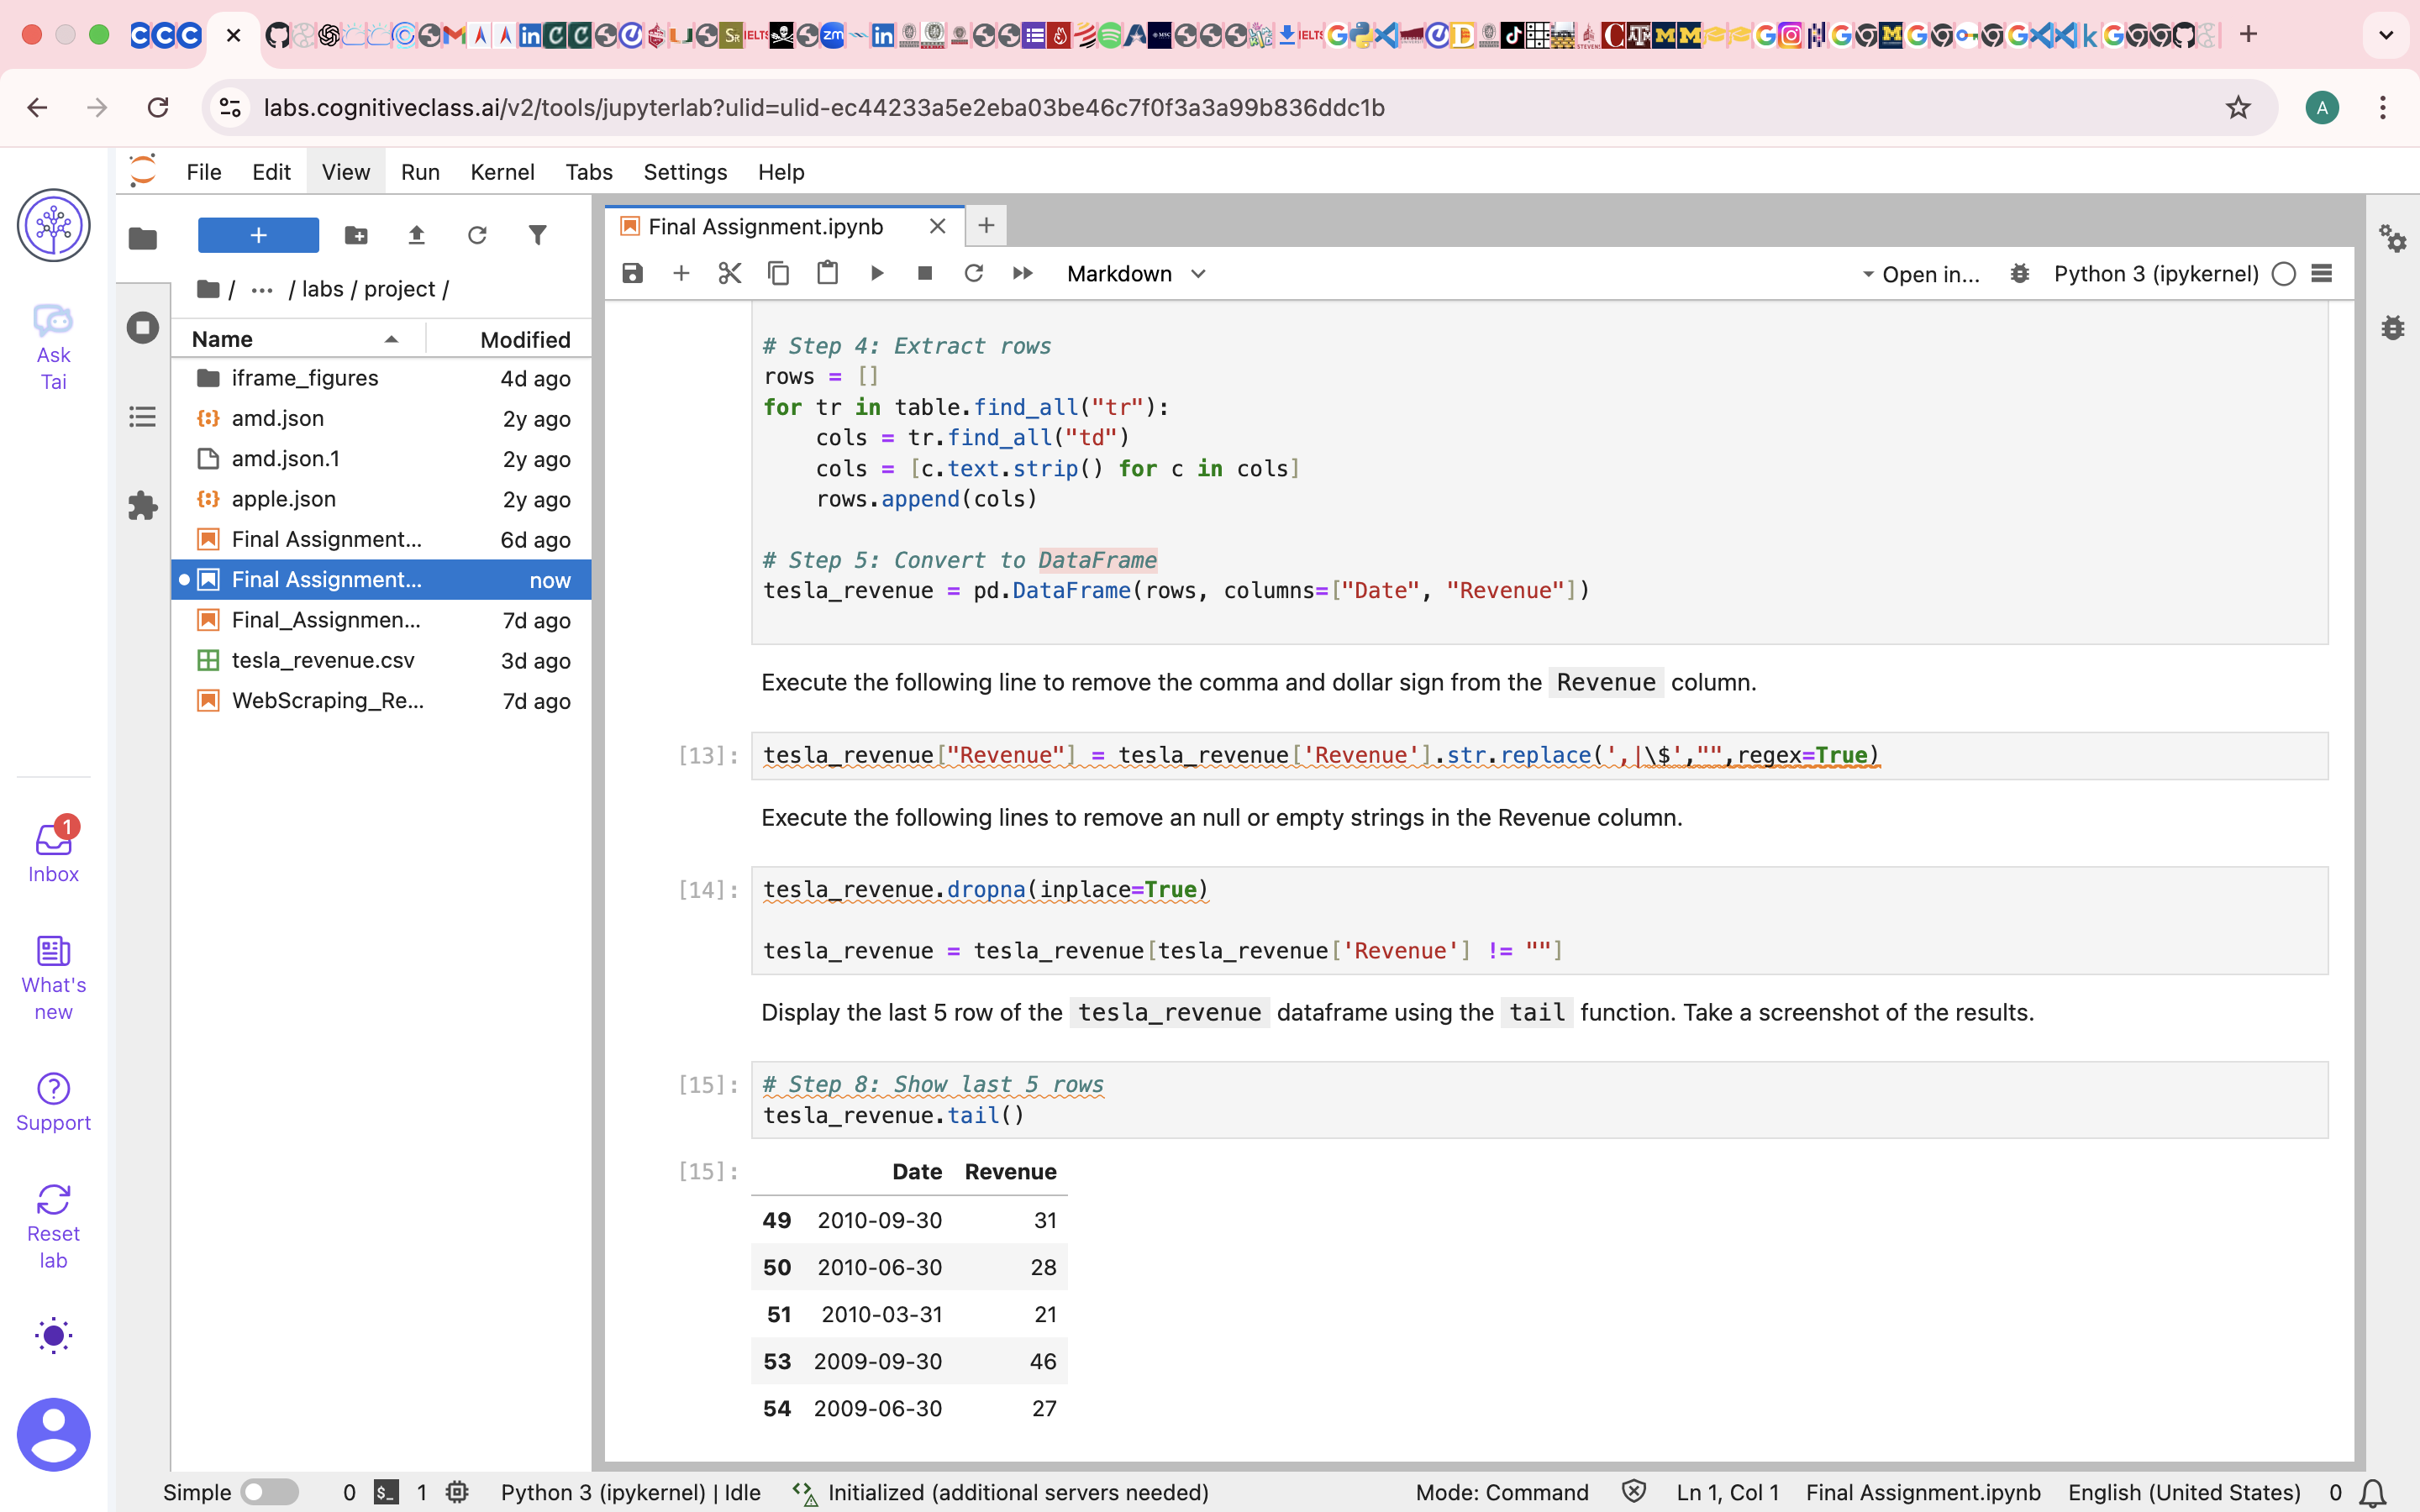 labs.cognitiveclass.ai/v2/tools/jupyterlab?ulid=ulid-ec44233a5e2eba03be46c7f0f3a3a99b836ddc1b
A
File Edit View Run Kernel Tabs Settings Help
Ask
Tai
1
Inbox
What's
new
Support
Reset
lab
/ ... / labs / project /
Name Modified
iframe_figures 4d ago
amd.json 2y ago
amd.json.1 2y ago
apple.json 2y ago
Final Assignment... 6d ago
Final Assignment... now
Final_Assignmen... 7d ago
tesla_revenue.csv 3d ago
WebScraping_Re... 7d ago
Final Assignment.ipynb
Markdown
Open in...
Python 3 (ipykernel)
# Step 4: Extract rows
rows = []
for tr in table.find_all("tr"):
    cols = tr.find_all("td")
    cols = [c.text.strip() for c in cols]
    rows.append(cols)
# Step 5: Convert to DataFrame
tesla_revenue = pd.DataFrame(rows, columns=["Date", "Revenue"])
Execute the following line to remove the comma and dollar sign from the Revenue column.
[13]: tesla_revenue["Revenue"] = tesla_revenue['Revenue'].str.replace(',|\$',"",regex=True)
Execute the following lines to remove an null or empty strings in the Revenue column.
[14]: tesla_revenue.dropna(inplace=True)
tesla_revenue = tesla_revenue[tesla_revenue['Revenue'] != ""]
Display the last 5 row of the tesla_revenue dataframe using the tail function. Take a screenshot of the results.
[15]: # Step 8: Show last 5 rows
tesla_revenue.tail()
[15]: Date Revenue
49 2010-09-30 31
50 2010-06-30 28
51 2010-03-31 21
53 2009-09-30 46
54 2009-06-30 27
Simple 0 $_ 1 Python 3 (ipykernel) | Idle Initialized (additional servers needed) Mode: Command Ln 1, Col 1 Final Assignment.ipynb English (United States) 0